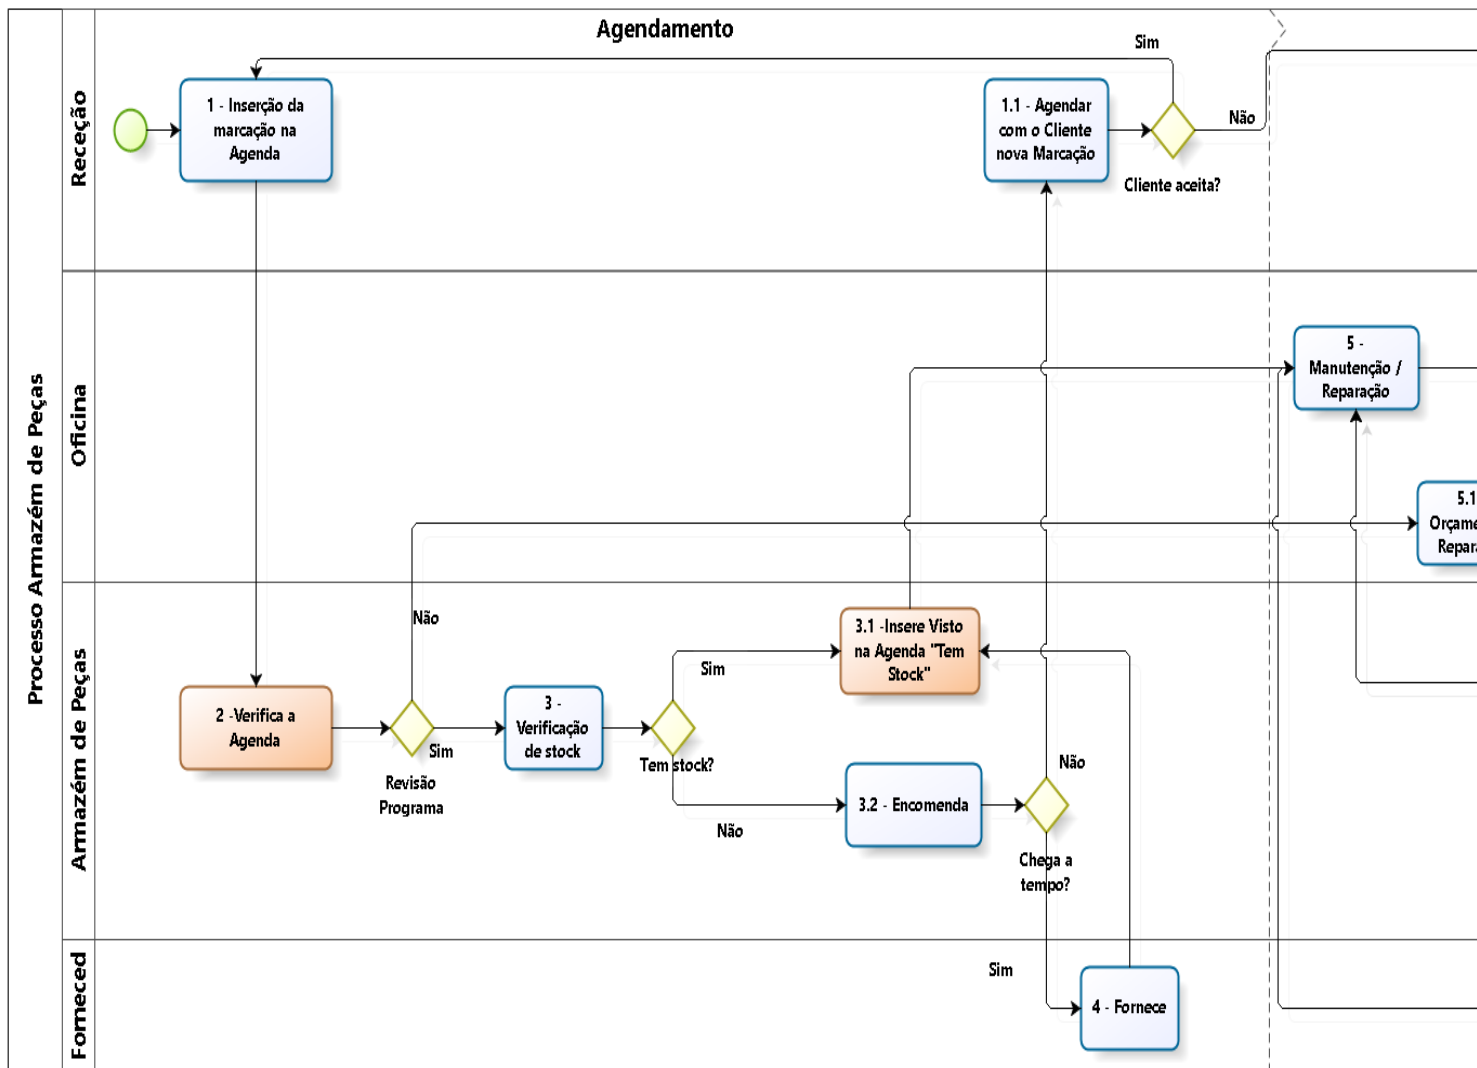 Agendamento
Processo Armazém de Peças
Receção
Oficina
Armazém de Peças
Forneced
1 - Inserção da
marcação na
Agenda
1.1 - Agendar
com o Cliente
nova Marcação
Sim
Não
Cliente aceita?
5 -
Manutenção /
Reparação
5.1
Orçame
Repara
Não
2 -Verifica a
Agenda
Sim
Revisão
Programa
3 -
Verificação
de stock
Sim
Tem stock?
Não
3.1 -Insere Visto
na Agenda "Tem
Stock"
3.2 - Encomenda
Não
Chega a
tempo?
Sim
4 - Fornece